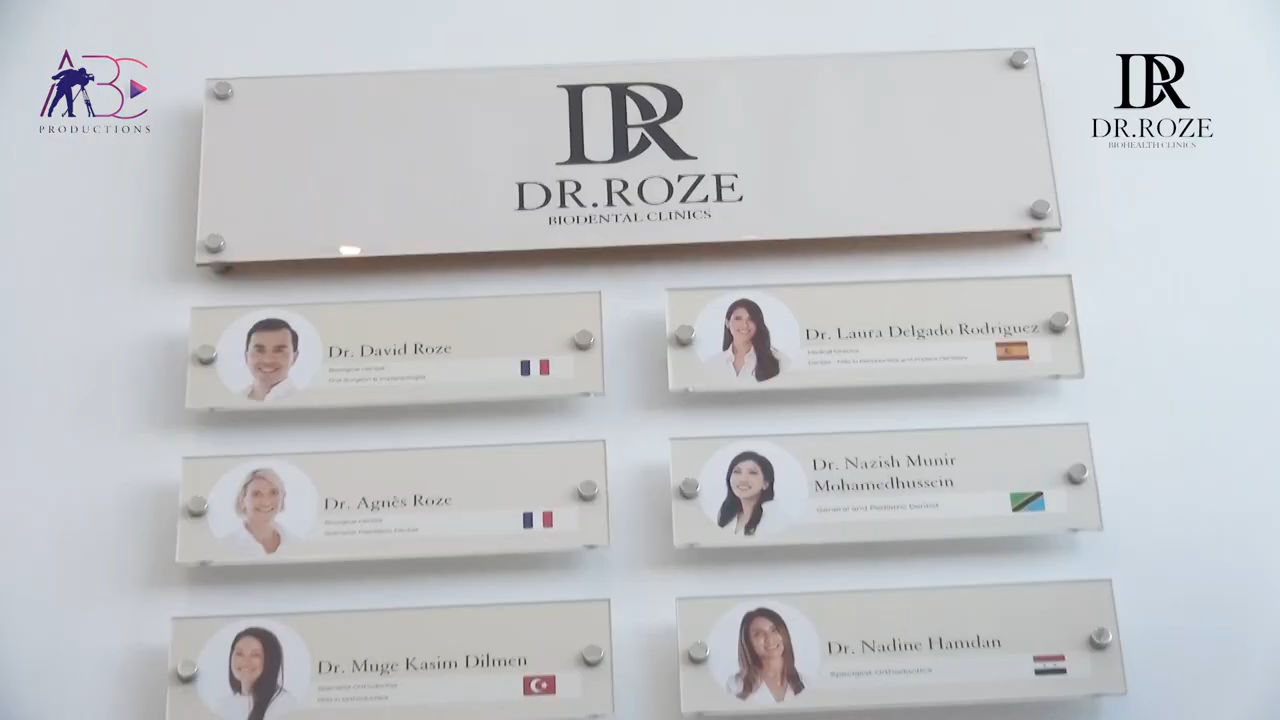 ABC
PRODUCTIONS
DR
DR.ROZE
BIOHEALTH CLINICS
DR
DR.ROZE
BIODENTAL CLINICS
Dr. David Roze
Dr. Laura Delgado Rodriguez
Dr. Agnès Roze
Dr. Nazish Munir
Mohamedhussein
General and Pediatric Dentist
Dr. Muge Kasim Dilmen
Dr. Nadine Hamdan
Specialist Orthodontics